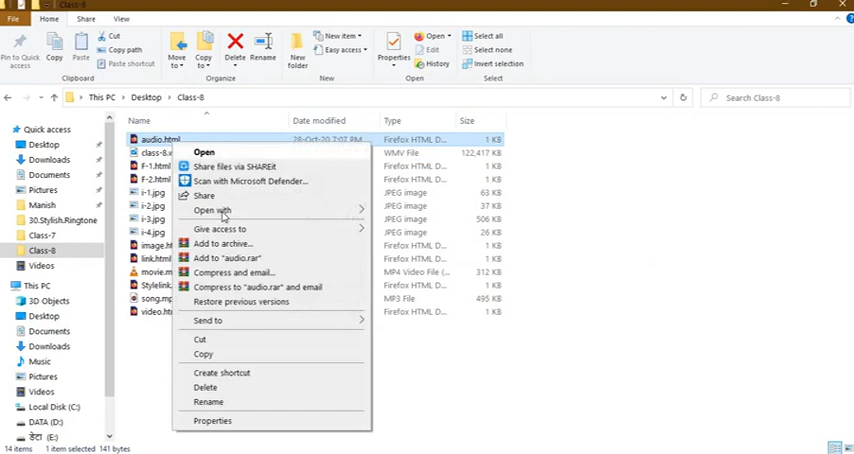 Class-8
File Home Share View
Pin to Quick access
Copy
Paste
Cut
Copy path
Paste shortcut
Clipboard
Move to
Copy to
Delete
Rename
Organize
New folder
New item
Easy access
New
Properties
Open
Edit
History
Open
Select all
Select none
Invert selection
Select
This PC > Desktop > Class-8
Search Class-8
Quick access
Desktop
Downloads
Documents
Pictures
Manish
30.Stylish.Ringtone
Class-7
Class-8
Videos
This PC
3D Objects
Desktop
Documents
Downloads
Music
Pictures
Videos
Local Disk (C:)
DATA (D:)
डेटा (E:)
Name Date modified Type Size
audio.html 28-Oct-20 7:07 PM Firefox HTML D... 1 KB
class-8.w WMV File 122,417 KB
F-1.html Firefox HTML D... 1 KB
F-2.html Firefox HTML D... 1 KB
i-1.jpg JPEG image 63 KB
i-2.jpg JPEG image 37 KB
i-3.jpg JPEG image 506 KB
i-4.jpg JPEG image 26 KB
image.ht Firefox HTML D... 1 KB
link.html Firefox HTML D... 1 KB
movie.m MP4 Video File (... 312 KB
Stylelink. Firefox HTML D... 1 KB
song.mp MP3 File 495 KB
video.ht Firefox HTML D... 1 KB
Open
Share files via SHAREit
Scan with Microsoft Defender...
Share
Open with
Give access to
Add to archive...
Add to "audio.rar"
Compress and email...
Compress to "audio.rar" and email
Restore previous versions
Send to
Cut
Copy
Create shortcut
Delete
Rename
Properties
14 items 1 item selected 141 bytes